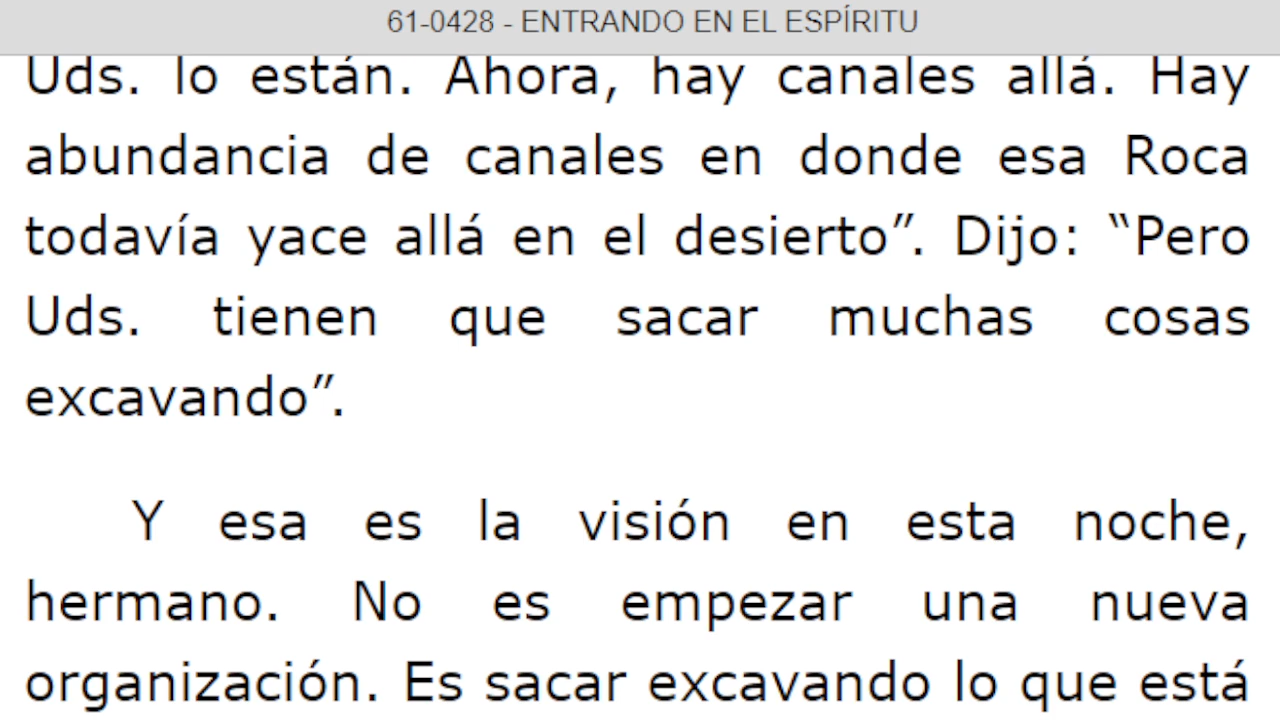 61-0428 - ENTRANDO EN EL ESPÍRITU
Uds. lo están. Ahora, hay canales allá. Hay
abundancia de canales en donde esa Roca
todavía yace allá en el desierto”. Dijo: “Pero
Uds. tienen que sacar muchas cosas
excavando”.
Y esa es la visión en esta noche,
hermano. No es empezar una nueva
organización. Es sacar excavando lo que está